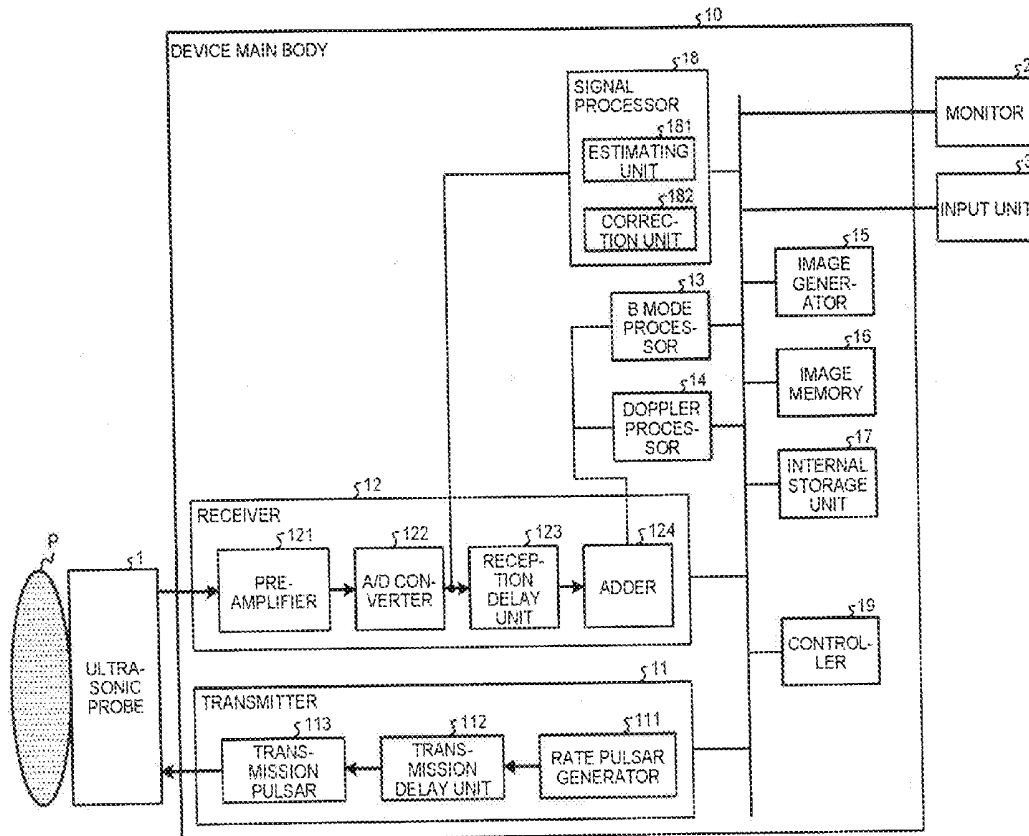 10
DEVICE MAIN BODY
18
SIGNAL
PROCESSOR
181
ESTIMATING
UNIT
182
CORREC-
TION UNIT
2
MONITOR
3
INPUT UNIT
15
IMAGE
GENER-
ATOR
13
B MODE
PROCES-
SOR
16
IMAGE
MEMORY
14
DOPPLER
PROCES-
SOR
17
INTERNAL
STORAGE
UNIT
12
RECEIVER
121
PRE-
AMPLIFIER
122
A/D CON-
VERTER
123
RECEP-
TION
DELAY
UNIT
124
ADDER
P
1
ULTRA-
SONIC
PROBE
19
CONTROL-
LER
11
TRANSMITTER
113
TRANS-
MISSION
PULSAR
112
TRANS-
MISSION
DELAY UNIT
111
RATE PULSAR
GENERATOR